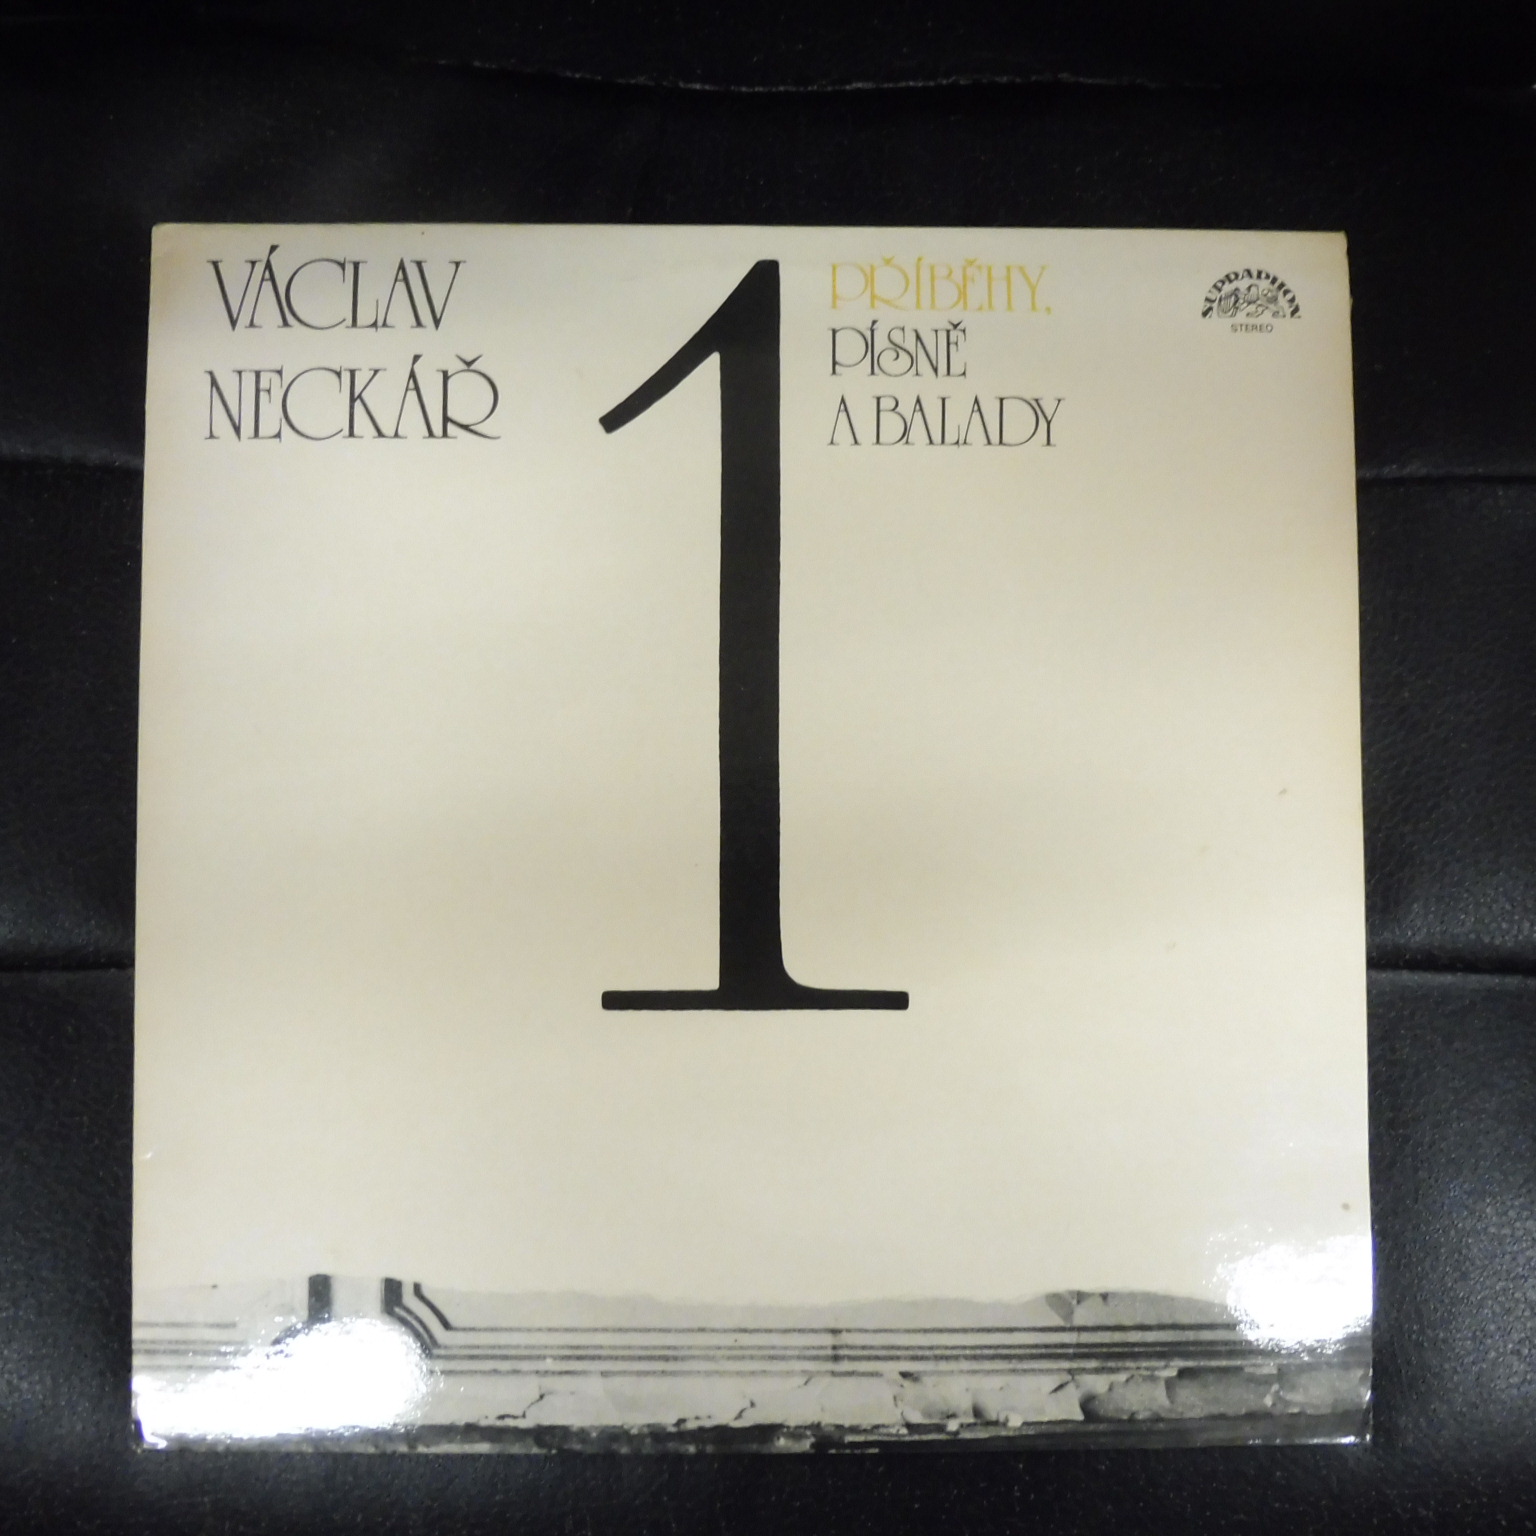 VÁCLAV
NECKÁŘ
1
PŘÍBĚHY,
PÍSNĚ
A BALADY
SUPRAPHON
STEREO